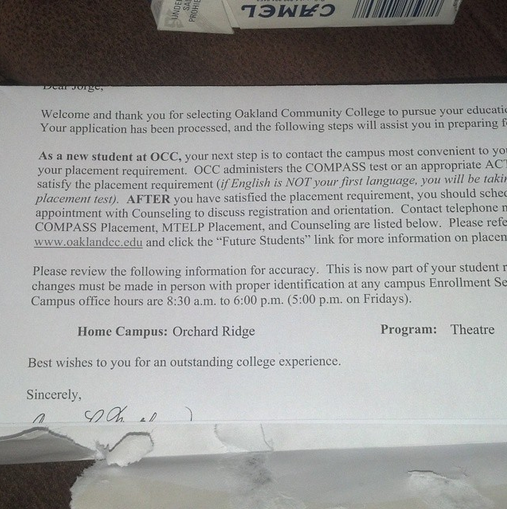 UNDER
SALE
PROHIB
CAMEL
Dear Jorge,
Welcome and thank you for selecting Oakland Community College to pursue your educatio
Your application has been processed, and the following steps will assist you in preparing f
As a new student at OCC, your next step is to contact the campus most convenient to yo
your placement requirement. OCC administers the COMPASS test or an appropriate AC
satisfy the placement requirement (if English is NOT your first language, you will be takin
placement test). AFTER you have satisfied the placement requirement, you should sched
appointment with Counseling to discuss registration and orientation. Contact telephone n
COMPASS Placement, MTELP Placement, and Counseling are listed below. Please refe
www.oaklandcc.edu and click the “Future Students” link for more information on placen
Please review the following information for accuracy. This is now part of your student r
changes must be made in person with proper identification at any campus Enrollment Se
Campus office hours are 8:30 a.m. to 6:00 p.m. (5:00 p.m. on Fridays).
Home Campus: Orchard Ridge Program: Theatre
Best wishes to you for an outstanding college experience.
Sincerely,